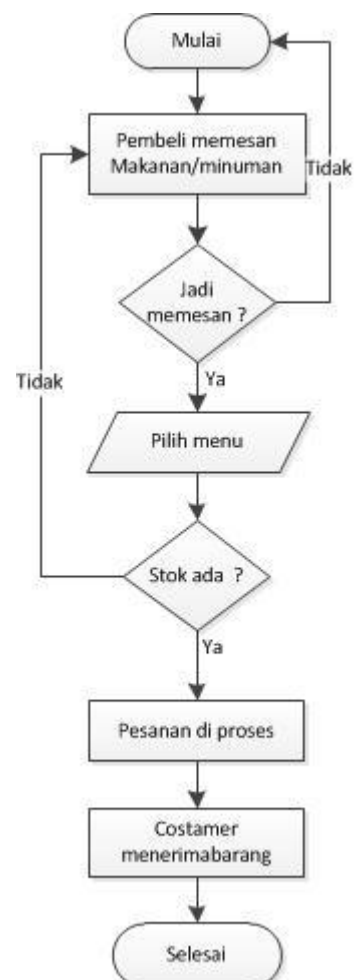 Mulai
Pembeli memesan
Makanan/minuman
Tidak
Jadi
memesan ?
Ya
Tidak
Pilih menu
Stok ada  ?
Ya
Pesanan di proses
Costamer
menerimabarang
Selesai